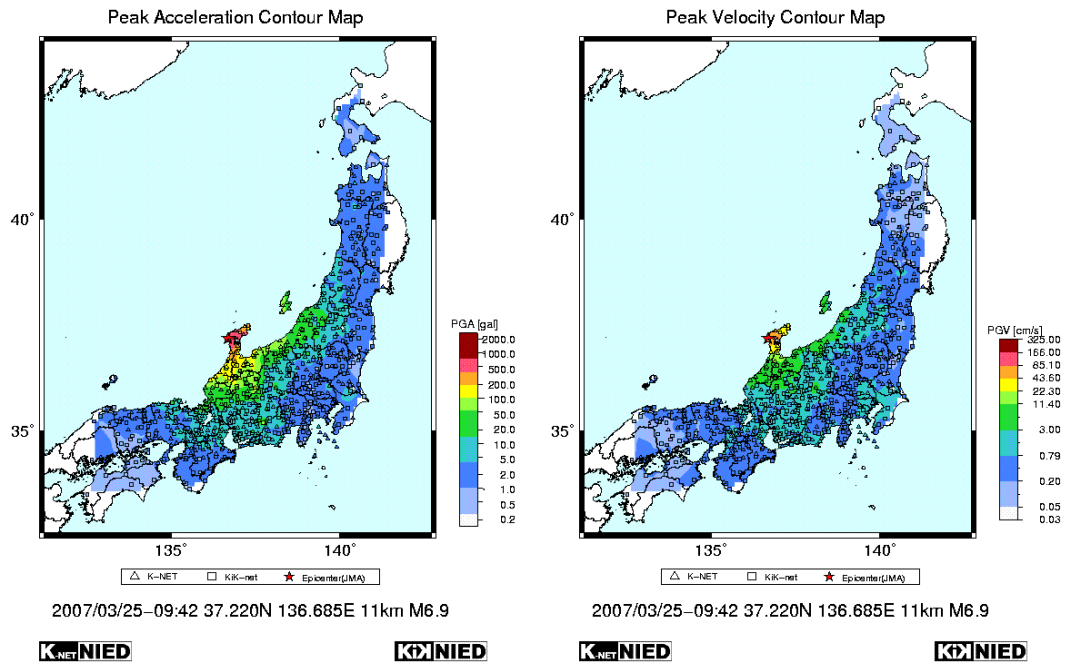 Peak Acceleration Contour Map
40°
35°
135°
140°
PGA [gal]
2000.0
1000.0
500.0
200.0
100.0
50.0
20.0
10.0
5.0
2.0
1.0
0.5
0.2
K-NET
KiK-net
Epicenter(JMA)
2007/03/25-09:42 37.220N 136.685E 11km M6.9
K-NET NIED
KiK NIED
Peak Velocity Contour Map
40°
35°
135°
140°
PGV [cm/s]
325.00
166.00
85.10
43.60
22.30
11.40
3.00
0.79
0.20
0.05
0.03
K-NET
KiK-net
Epicenter(JMA)
2007/03/25-09:42 37.220N 136.685E 11km M6.9
K-NET NIED
KiK NIED